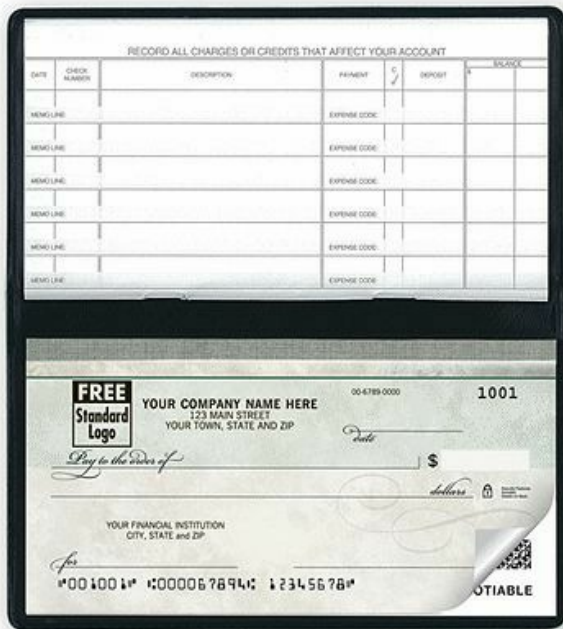 RECORD ALL CHARGES OR CREDITS THAT AFFECT YOUR ACCOUNT
DATE CHECK NUMBER DESCRIPTION PAYMENT C ✓ DEPOSIT $ BALANCE
MEMO LINE: EXPENSE CODE:
MEMO LINE: EXPENSE CODE:
MEMO LINE: EXPENSE CODE:
MEMO LINE: EXPENSE CODE:
MEMO LINE: EXPENSE CODE:
MEMO LINE: EXPENSE CODE:
FREE
Standard
Logo
YOUR COMPANY NAME HERE
123 MAIN STREET
YOUR TOWN, STATE AND ZIP
00-6789-0000
1001
date
Pay to the order of $
dollars
YOUR FINANCIAL INSTITUTION
CITY, STATE and ZIP
for
⑈001001⑈ ⑆000067894⑆ 12345678⑈
OTIABLE